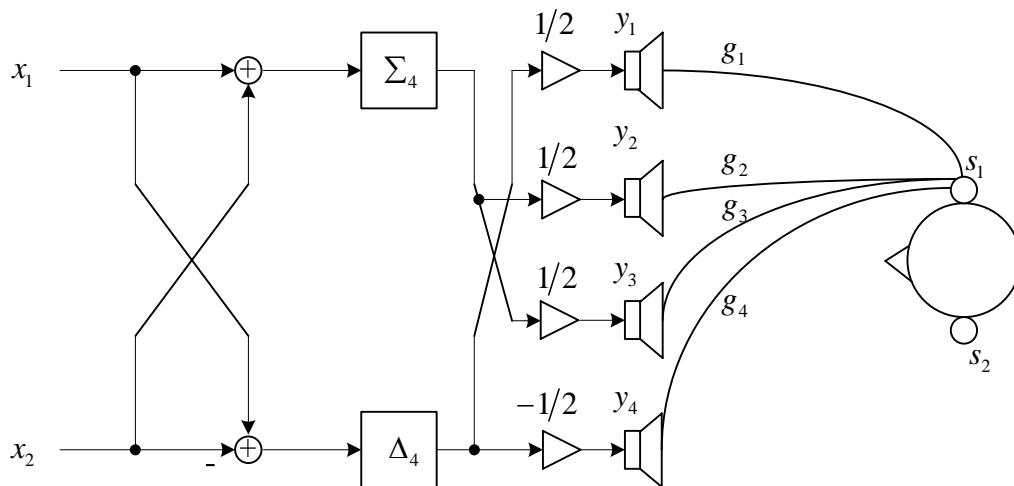 x₁
Σ₄
1/2
y₁
g₁
1/2
y₂
g₂
s₁
g₃
1/2
y₃
g₄
s₂
x₂
-
Δ₄
−1/2
y₄
+
+